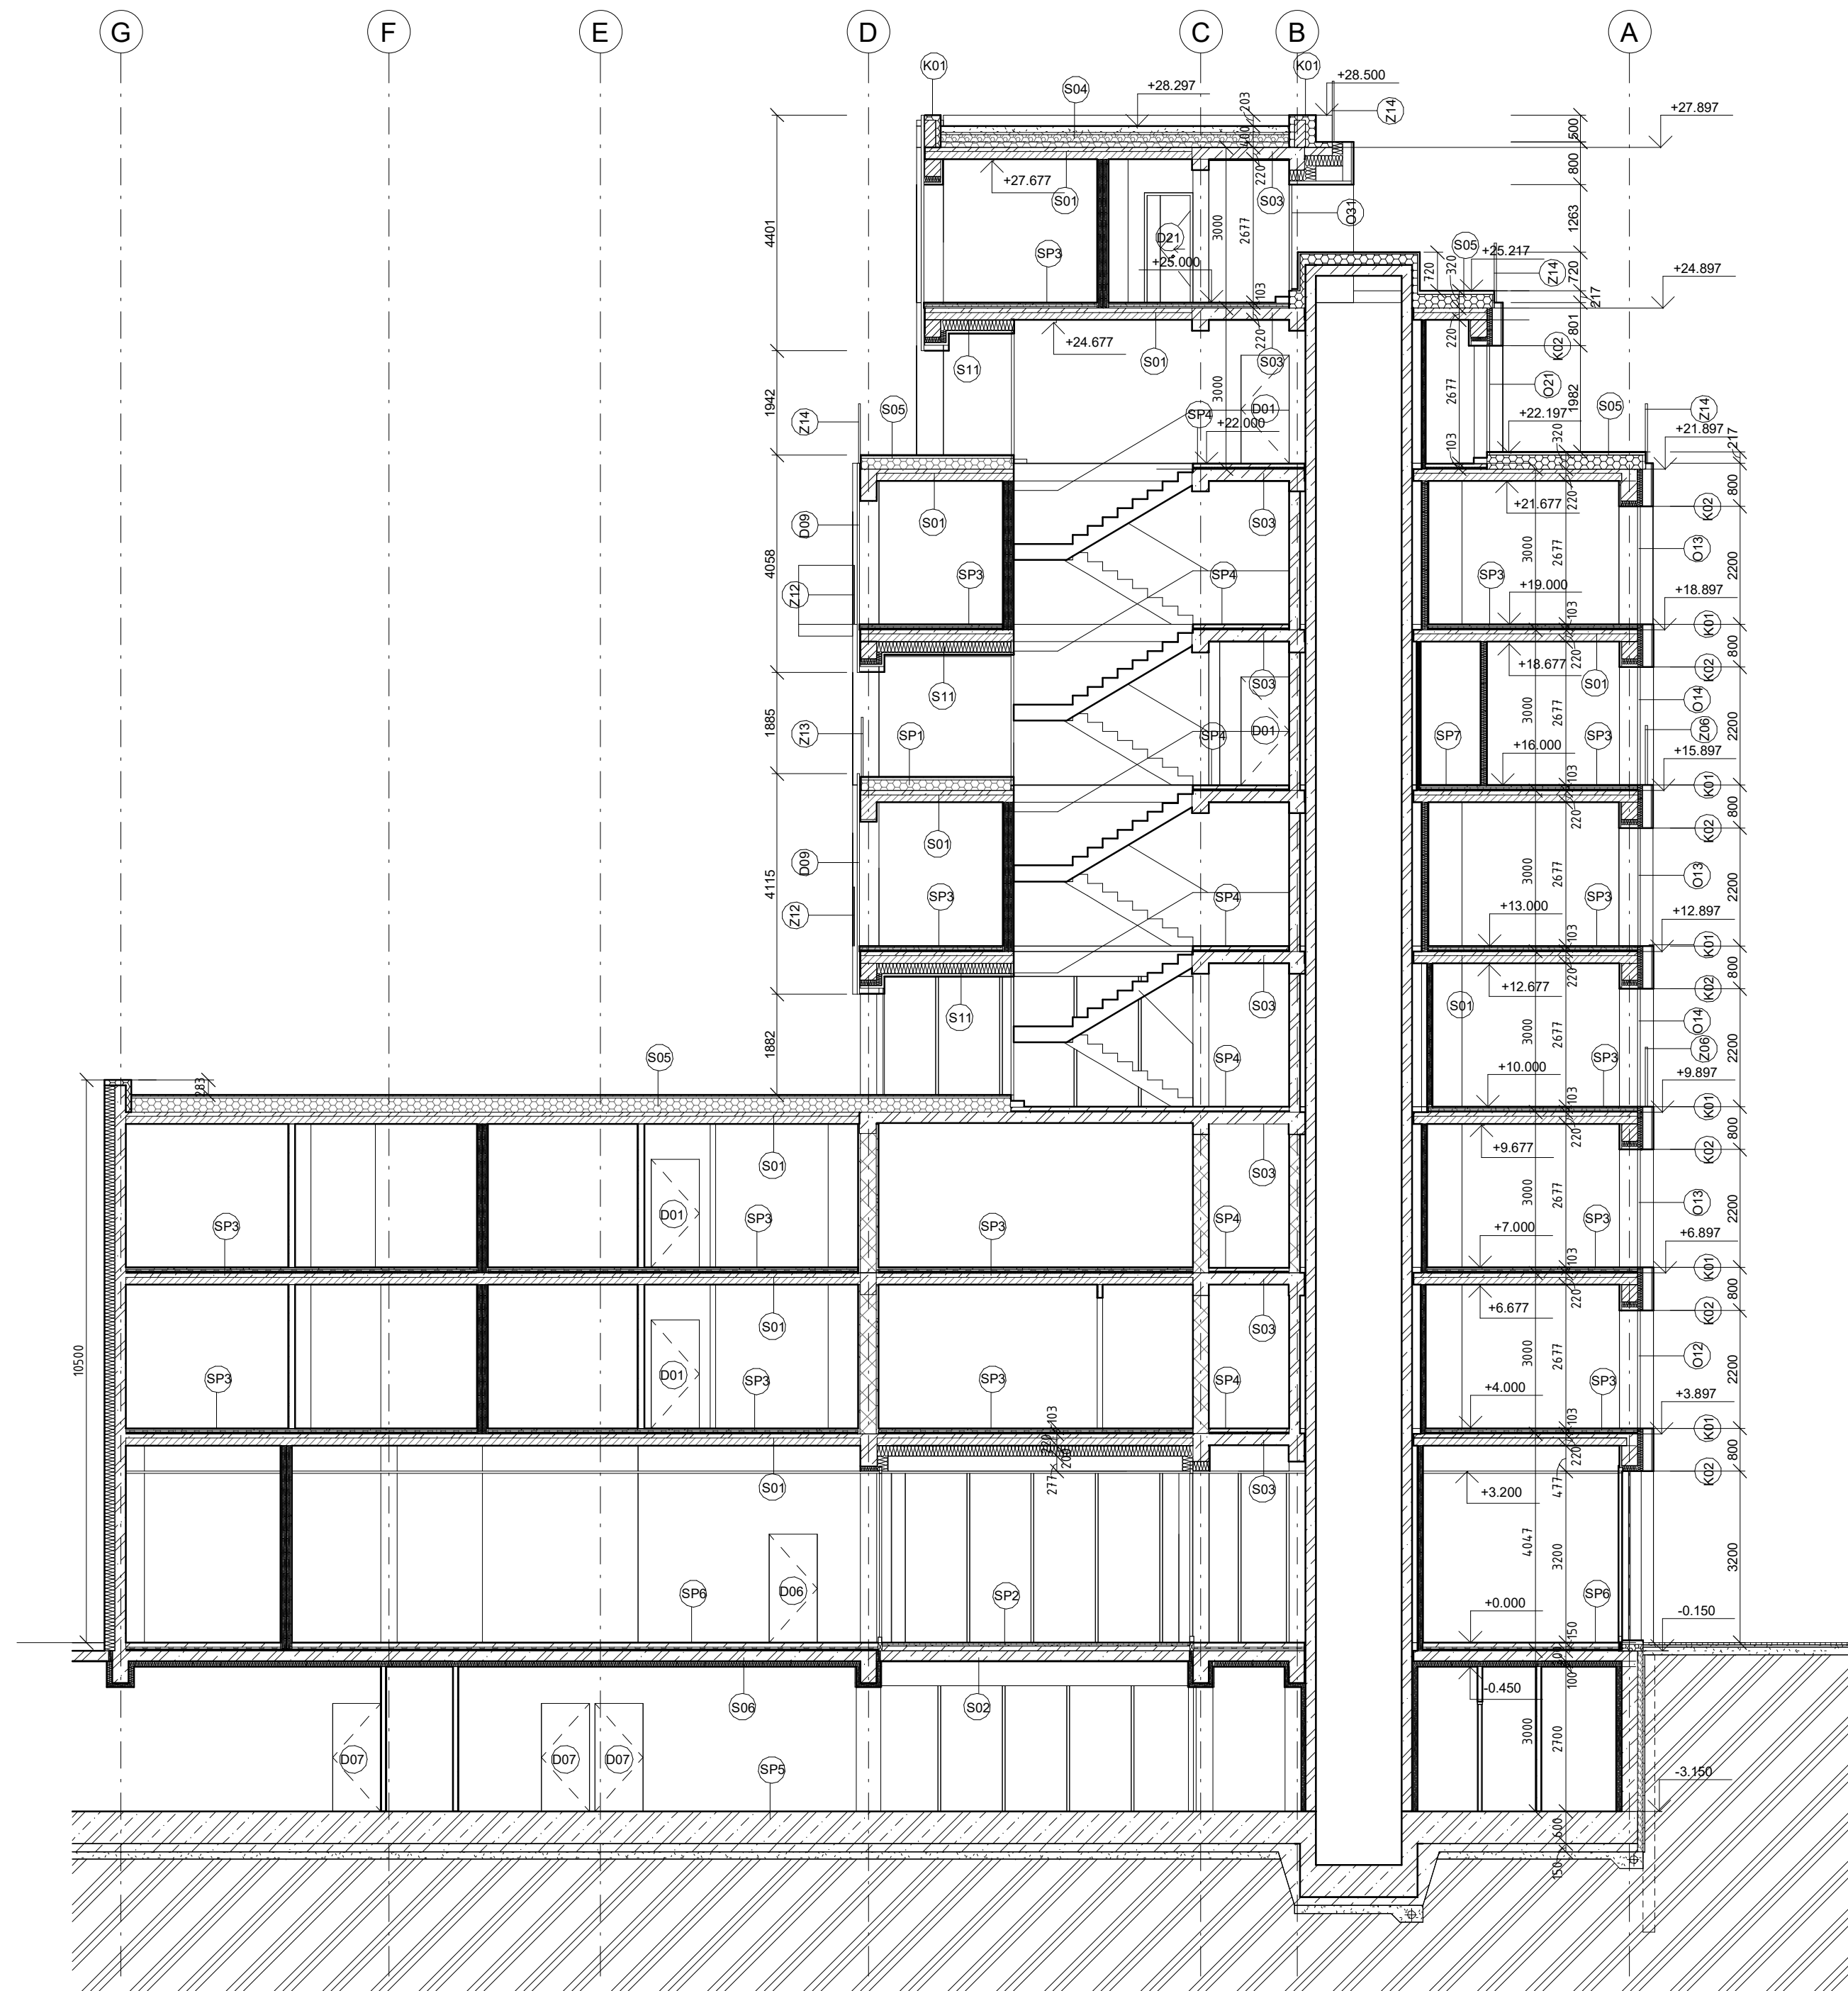 G
F
E
D
C
B
A
K01
K01
+28.500
S04
+28.297
203
Z14
+27.897
500
400
800
220
+27.677
S01
S03
O31
1263
4401
3000
2677
D21
SP3
S05
+25.217
+25.000
720
320
Z14
720
+24.897
103
217
220
+24.677
S01
S03
220
801
K02
S11
O21
1942
3000
2677
1982
Z14
S05
SP4
D01
+22.000
+22.197
S05
Z14
+21.897
320
217
103
800
220
+21.677
K02
D09
S01
S03
O13
4058
3000
2677
2200
SP3
SP4
SP3
Z12
+19.000
+18.897
103
K01
800
220
+18.677
K02
S11
S03
S01
O14
1885
3000
2677
2200
Z13
SP1
SP4
D01
SP7
SP3
Z06
+16.000
+15.897
103
K01
800
220
K02
S01
D09
3000
2677
O13
4115
2200
SP3
SP4
SP3
Z12
+13.000
+12.897
103
K01
800
220
+12.677
K02
S11
S03
S01
O14
1882
3000
2677
2200
S05
SP4
SP3
Z06
+10.000
+9.897
283
103
K01
800
220
+9.677
K02
S01
S03
3000
2677
O13
2200
SP3
D01
SP3
SP3
SP4
SP3
+7.000
+6.897
103
K01
800
220
+6.677
K02
S01
S03
10500
3000
2677
O12
2200
SP3
D01
SP3
SP3
SP4
SP3
+4.000
+3.897
103
103
K01
800
220
200
220
277
S01
S03
477
K02
+3.200
4047
3200
3200
SP6
D06
SP2
SP6
+0.000
-0.150
150
100
-0.450
S06
S02
3000
2700
D07
D07
D07
SP5
-3.150
600
150